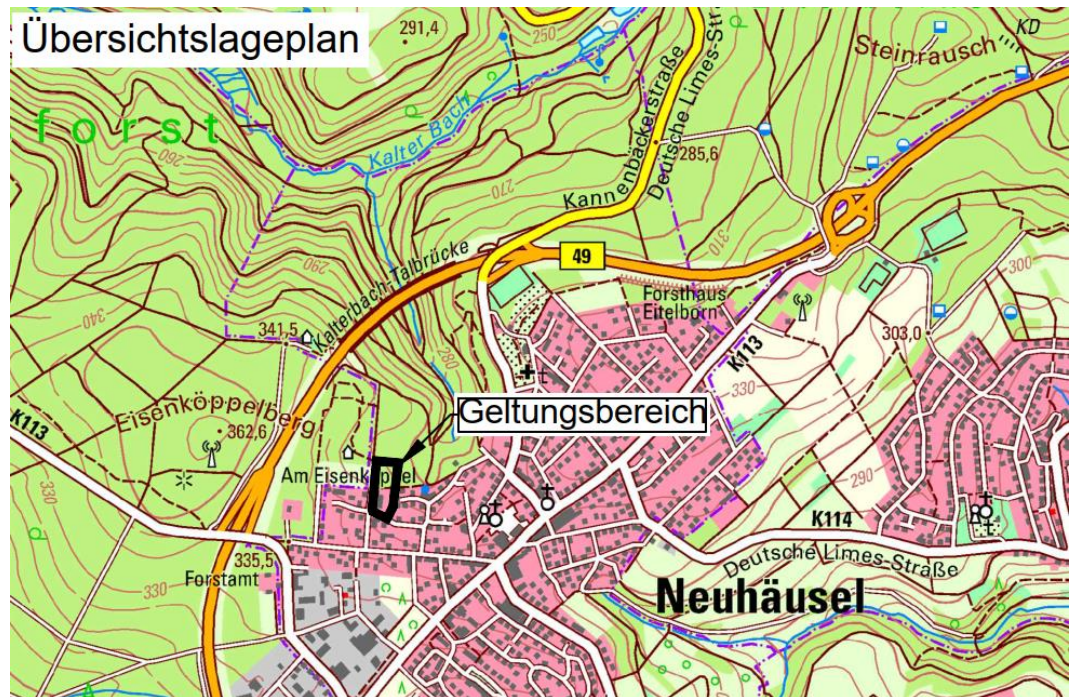 Übersichtslageplan
291,4
250
KD
Steinrausch
forst
Kalter Bach
Kannenbäckerstraße
Deutsche Limes-Straße
285,6
260
270
290
310
49
300
Kalterbach-Talbrücke
Forsthaus
Eitelborn
340
341,5
280
K113
303,0
330
Eisenköppelberg
362,6
K113
Geltungsbereich
Am Eisenköppel
290
330
K114
335,5
Deutsche Limes-Straße
Forstamt
330
Neuhäusel